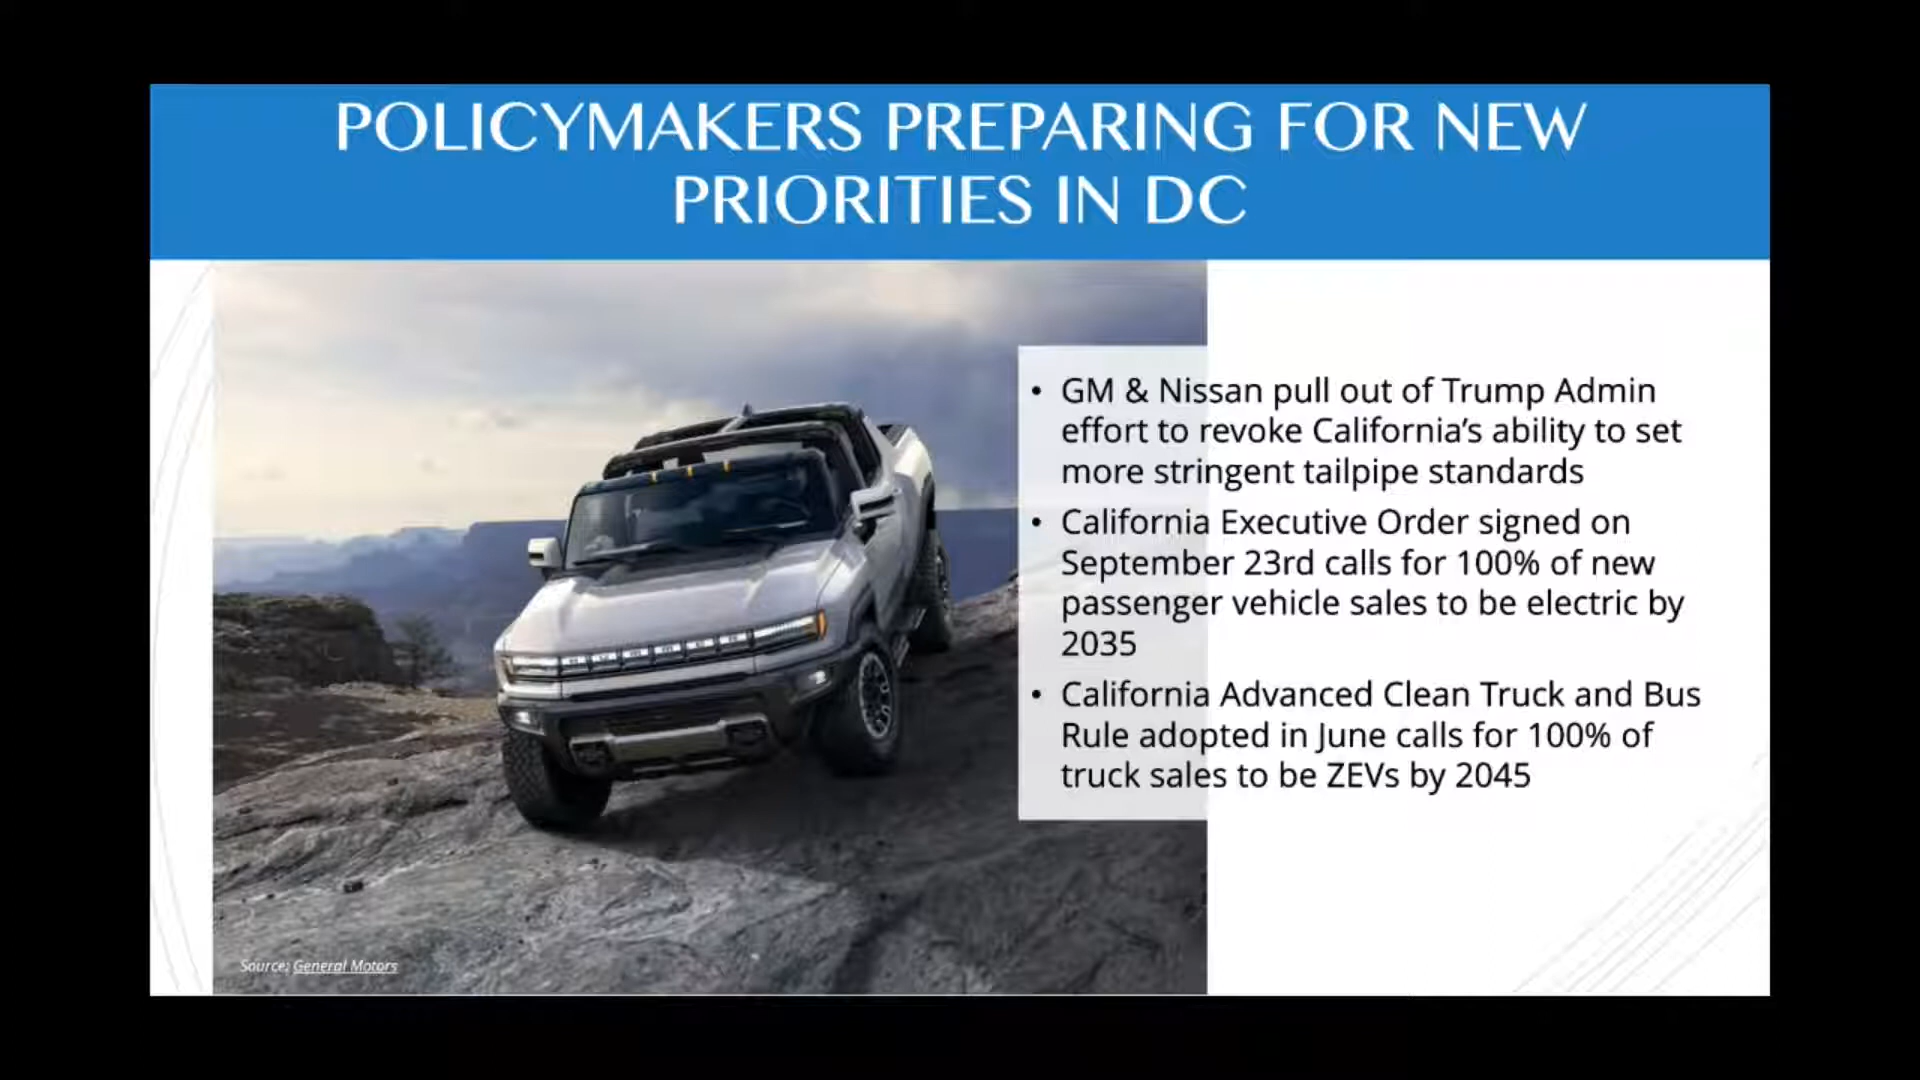 POLICYMAKERS PREPARING FOR NEW
PRIORITIES IN DC
• GM & Nissan pull out of Trump Admin
effort to revoke California’s ability to set
more stringent tailpipe standards
• California Executive Order signed on
September 23rd calls for 100% of new
passenger vehicle sales to be electric by
2035
• California Advanced Clean Truck and Bus
Rule adopted in June calls for 100% of
truck sales to be ZEVs by 2045
Source: General Motors